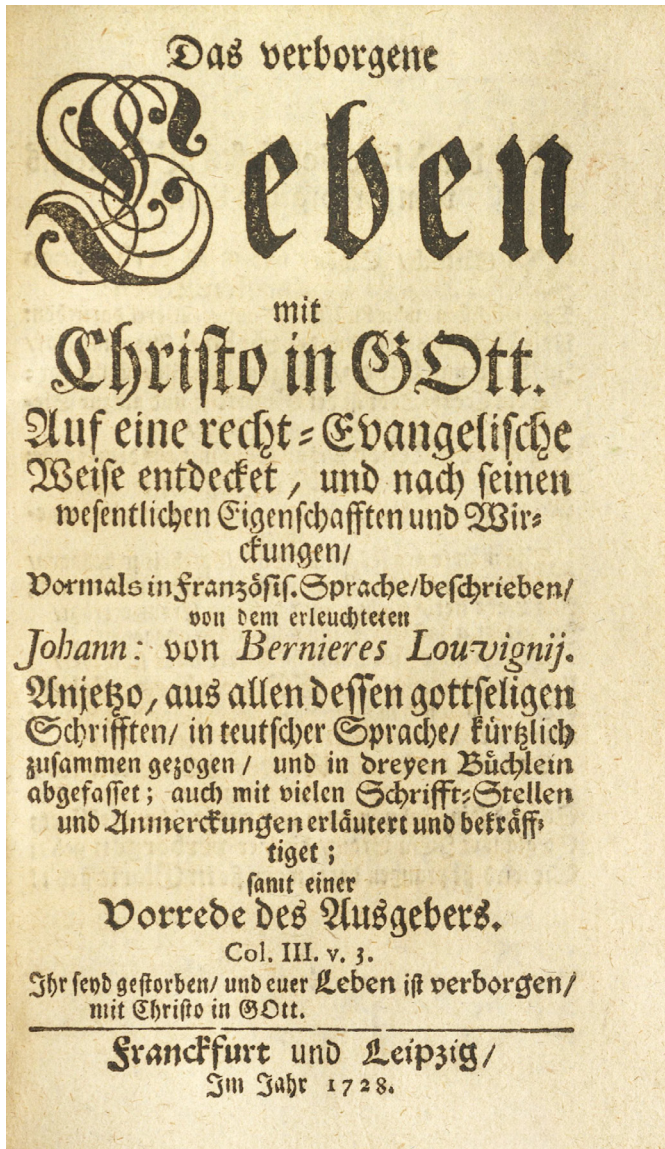 Das verborgene
Leben
mit
Christo in GOtt.
Auf eine recht-Evangelische
Weise entdecket, und nach seinen
wesentlichen Eigenschafften und Wir-
ckungen/
Vormals in Französis. Sprache/beschrieben/
von dem erleuchteten
Johann: von Bernieres Louvignij.
Anjetzo, aus allen dessen gottseligen
Schrifften/ in teutscher Sprache/ kürtzlich
zusammen gezogen/ und in dreyen Büchlein
abgefasset; auch mit vielen Schrifft-Stellen
und Anmerckungen erläutert und bekräff-
tiget;
samt einer
Vorrede des Ausgebers.
Col. III. v. 3.
Ihr seyd gestorben/ und euer Leben ist verborgen/
mit Christo in GOtt.
Franckfurt und Leipzig/
Im Jahr 1728.